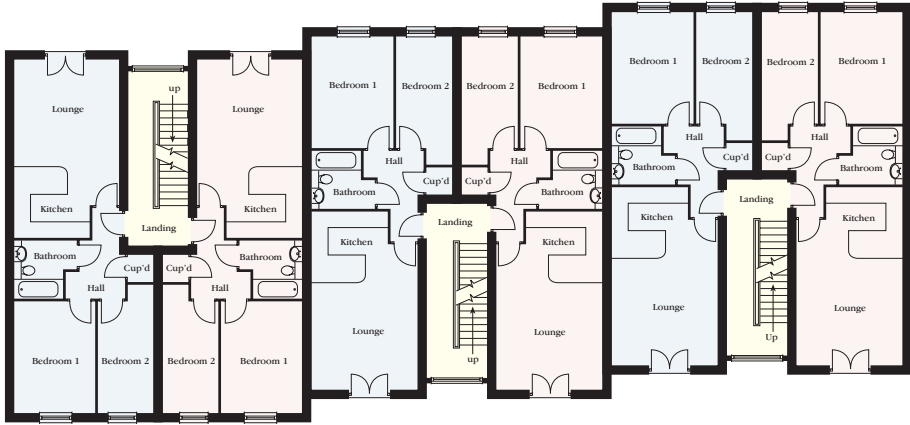 Lounge
up
Lounge
Kitchen
Landing
Kitchen
Bathroom
Cup'd
Cup'd
Bathroom
Hall
Hall
Bedroom 1
Bedroom 2
Bedroom 2
Bedroom 1
Bedroom 1
Bedroom 2
Bedroom 2
Bedroom 1
Hall
Hall
Bathroom
Cup'd
Cup'd
Bathroom
Landing
Kitchen
Kitchen
Lounge
up
Lounge
Bedroom 1
Bedroom 2
Bedroom 2
Bedroom 1
Hall
Hall
Bathroom
Cup'd
Cup'd
Bathroom
Landing
Kitchen
Kitchen
Lounge
Up
Lounge